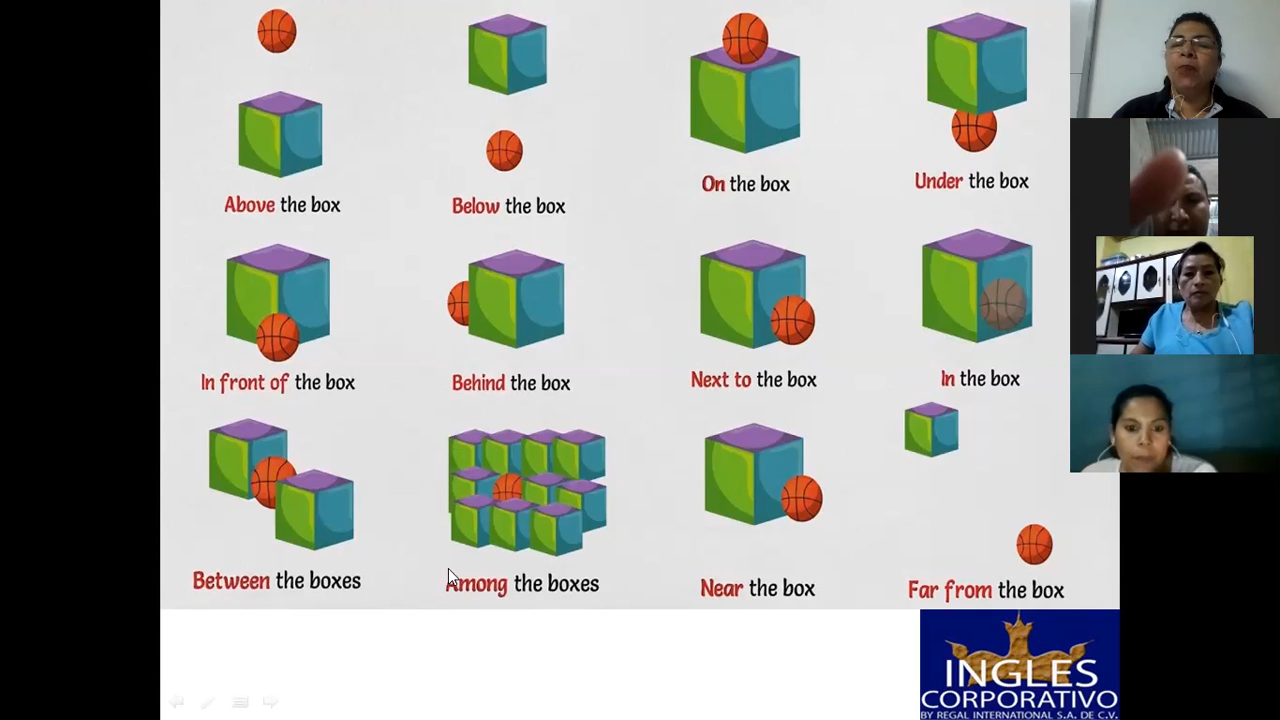 Above the box
Below the box
On the box
Under the box
In front of the box
Behind the box
Next to the box
In the box
Between the boxes
Among the boxes
Near the box
Far from the box
INGLES
CORPORATIVO
BY REGAL INTERNATIONAL S.A. DE C.V.